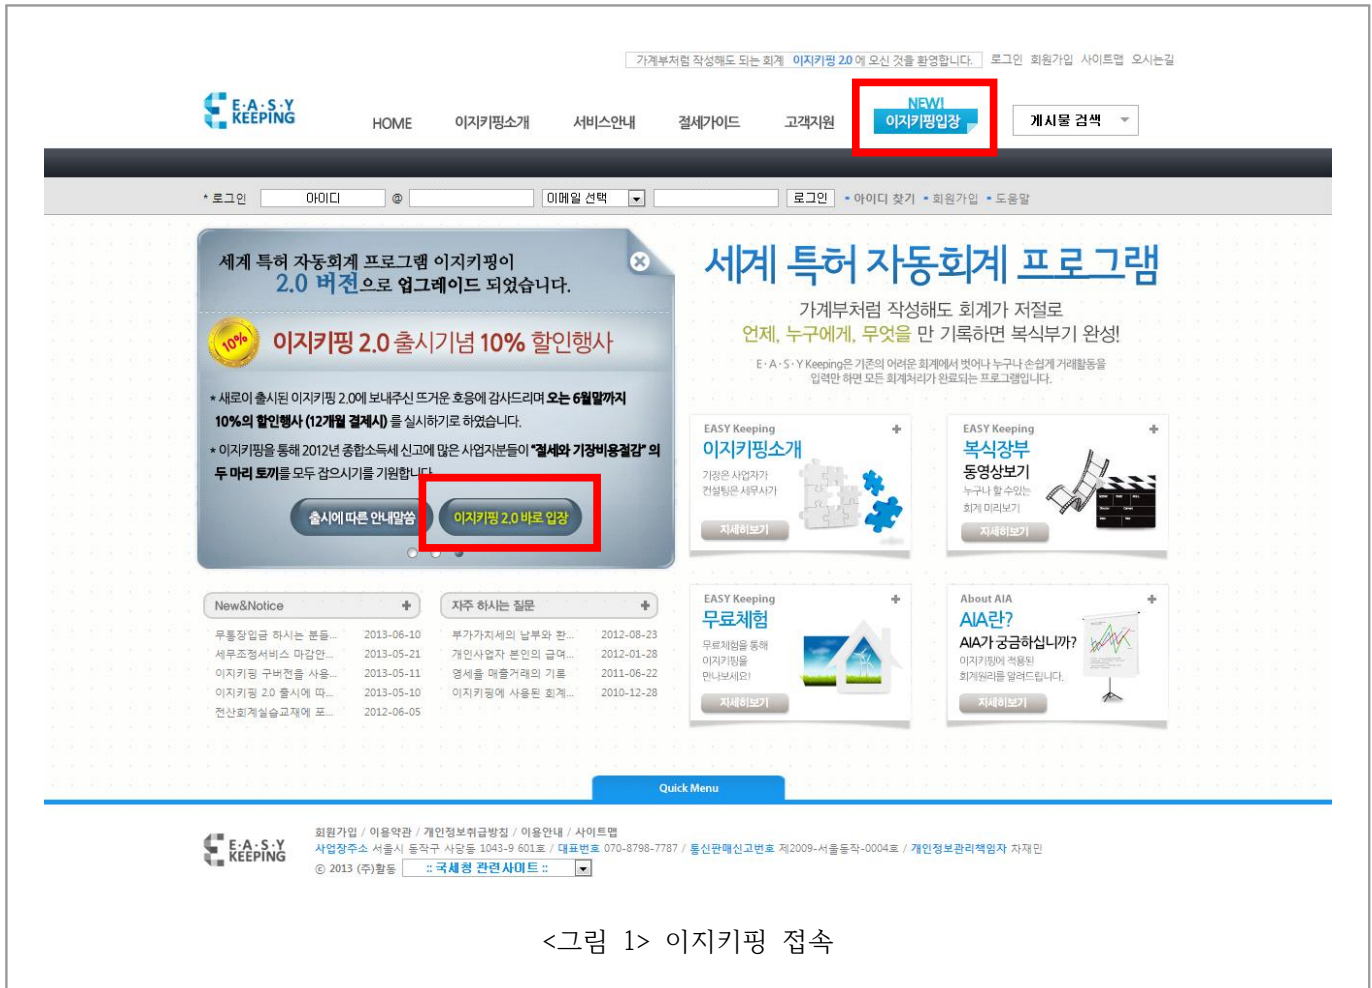 가계부처럼 작성해도 되는 회계 이지키핑 2.0 에 오신 것을 환영합니다. 로그인 회원가입 사이트맵 오시는길
E·A·S·Y
KEEPING
HOME 이지키핑소개 서비스안내 절세가이드 고객지원 NEW! 이지키핑입장 게시물 검색
* 로그인 아이디 @ 이메일 선택 로그인 • 아이디 찾기 • 회원가입 • 도움말
세계 특허 자동회계 프로그램 이지키핑이
2.0 버전으로 업그레이드 되었습니다.
10% 이지키핑 2.0 출시기념 10% 할인행사
* 새로이 출시된 이지키핑 2.0에 보내주신 뜨거운 호응에 감사드리며 오는 6월말까지
10%의 할인행사 (12개월 결제시) 를 실시하기로 하였습니다.
* 이지키핑을 통해 2012년 종합소득세 신고에 많은 사업자분들이 "절세와 기장비용절감" 의
두 마리 토끼를 모두 잡으시기를 기원합니다.
출시에 따른 안내말씀 이지키핑 2.0 바로 입장
세계 특허 자동회계 프로그램
가계부처럼 작성해도 회계가 저절로
언제, 누구에게, 무엇을 만 기록하면 복식부기 완성!
E·A·S·Y Keeping은 기존의 어려운 회계에서 벗어나 누구나 손쉽게 거래활동을
입력만 하면 모든 회계처리가 완료되는 프로그램입니다.
EASY Keeping +
이지키핑소개
기장은 사업자가
컨설팅은 세무사가
자세히보기
EASY Keeping +
복식장부
동영상보기
누구나 할 수있는
회계 미리보기
자세히보기
New&Notice +
무통장입금 하시는 분들... 2013-06-10
세무조정서비스 마감안... 2013-05-21
이지키핑 구버전을 사용... 2013-05-11
이지키핑 2.0 출시에 따... 2013-05-10
전산회계실습교재에 포... 2012-06-05
자주 하시는 질문 +
부가가치세의 납부와 환... 2012-08-23
개인사업자 본인의 급여... 2012-01-28
영세율 매출거래의 기록 2011-06-22
이지키핑에 사용된 회계... 2010-12-28
EASY Keeping +
무료체험
무료체험을 통해
이지키핑을
만나보세요!
자세히보기
About AIA +
AIA란?
AIA가 궁금하십니까?
이지키핑에 적용된
회계원리를 알려드립니다.
자세히보기
Quick Menu
E·A·S·Y
KEEPING
회원가입 / 이용약관 / 개인정보취급방침 / 이용안내 / 사이트맵
사업장주소 서울시 동작구 사당동 1043-9 601호 / 대표번호 070-8798-7787 / 통신판매신고번호 제2009-서울동작-0004호 / 개인정보관리책임자 차재민
© 2013 (주)활동 :: 국세청 관련사이트 ::
<그림 1> 이지키핑 접속